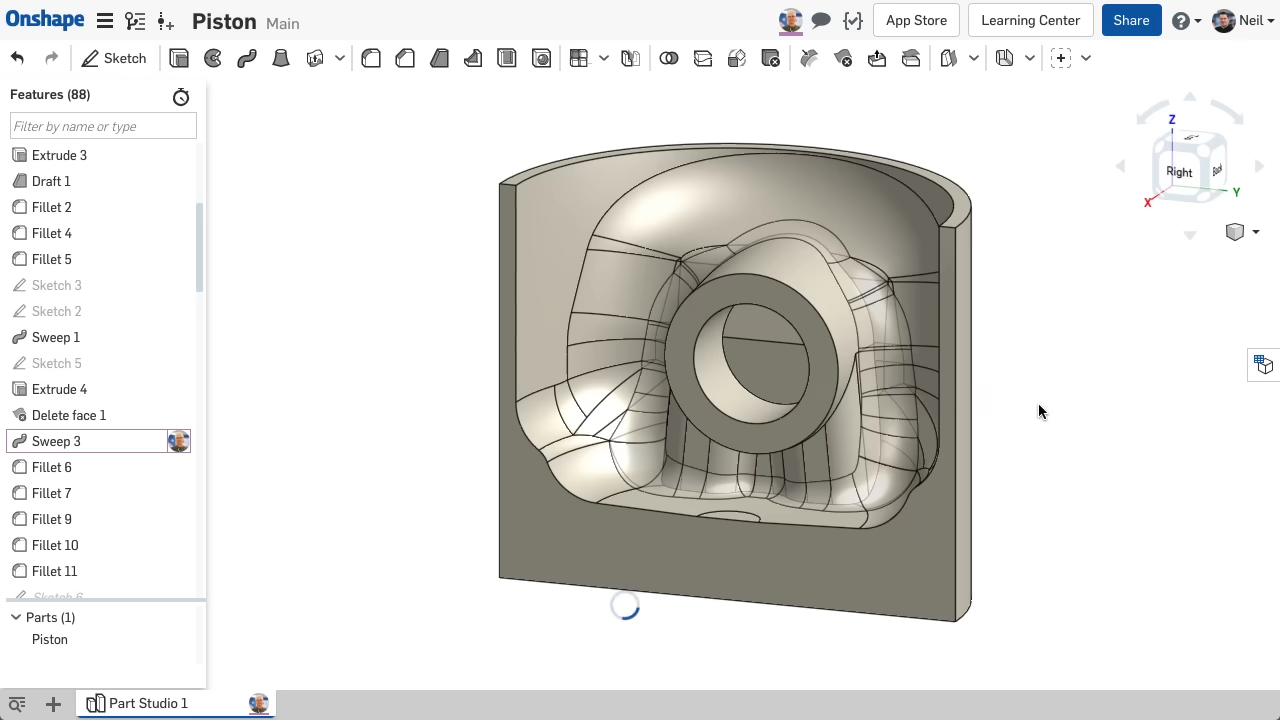 Onshape Piston Main App Store Learning Center Share Neil
Sketch
Features (88)
Filter by name or type
Extrude 3
Draft 1
Fillet 2
Fillet 4
Fillet 5
Sketch 3
Sketch 2
Sweep 1
Sketch 5
Extrude 4
Delete face 1
Sweep 3
Fillet 6
Fillet 7
Fillet 9
Fillet 10
Fillet 11
Sketch 6
Parts (1)
Piston
Z
Right
X
Y
Part Studio 1